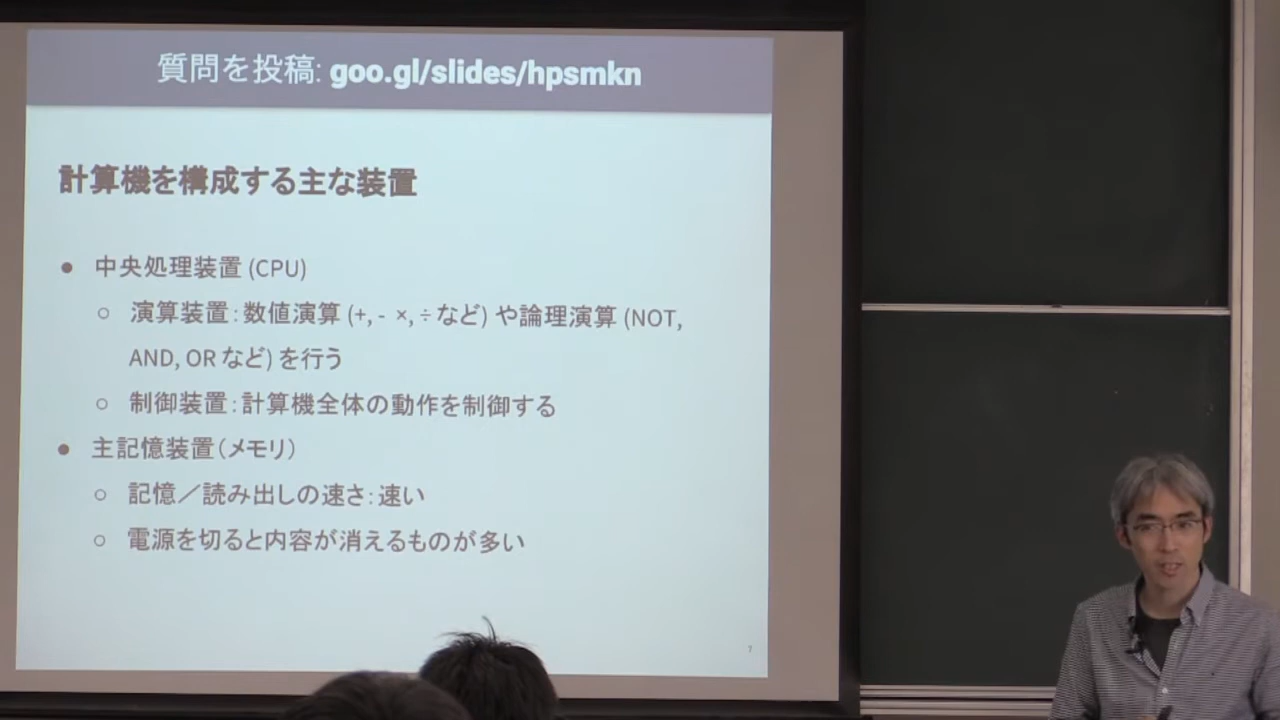 質問を投稿: goo.gl/slides/hpsmkn
計算機を構成する主な装置
● 中央処理装置 (CPU)
○ 演算装置：数値演算 (+, - ×, ÷ など) や論理演算 (NOT,
AND, OR など) を行う
○ 制御装置：計算機全体の動作を制御する
● 主記憶装置（メモリ）
○ 記憶／読み出しの速さ：速い
○ 電源を切ると内容が消えるものが多い
7